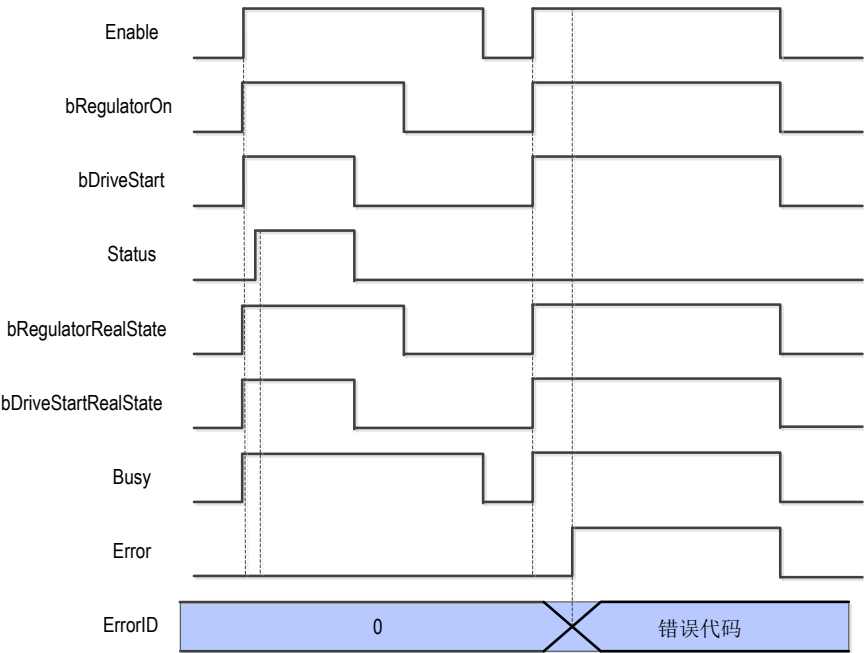 Enable
bRegulatorOn
bDriveStart
Status
bRegulatorRealState
bDriveStartRealState
Busy
Error
ErrorID 0 错误代码